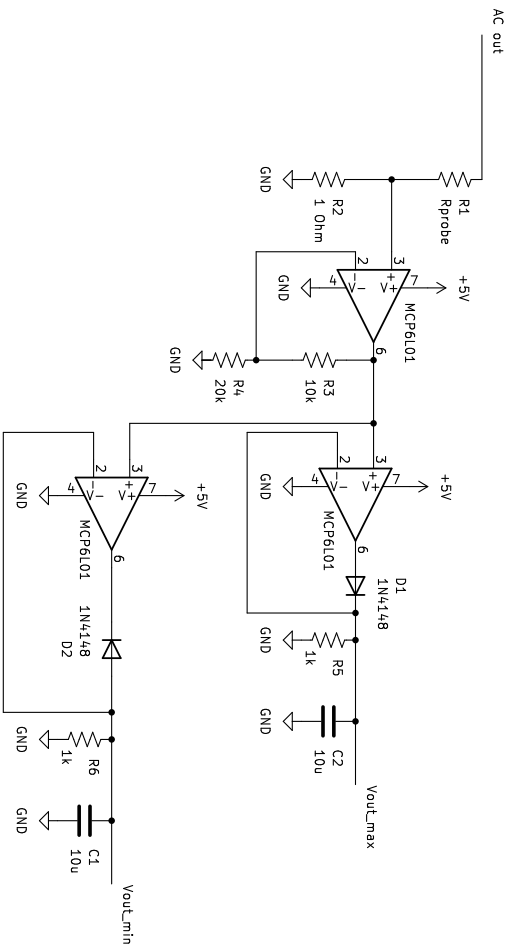 AC out
R1
Rprobe
R2
1 Ohm
GND
+5V
3
2
+
-
V+
V-
7
4
6
MCP6L01
GND
R3
10k
R4
20k
GND
+5V
3
2
+
-
V+
V-
7
4
6
MCP6L01
GND
D1
1N4148
R5
1k
GND
C2
10u
GND
Vout_max
+5V
3
2
+
-
V+
V-
7
4
6
MCP6L01
GND
1N4148
D2
R6
1k
GND
C1
10u
GND
Vout_min